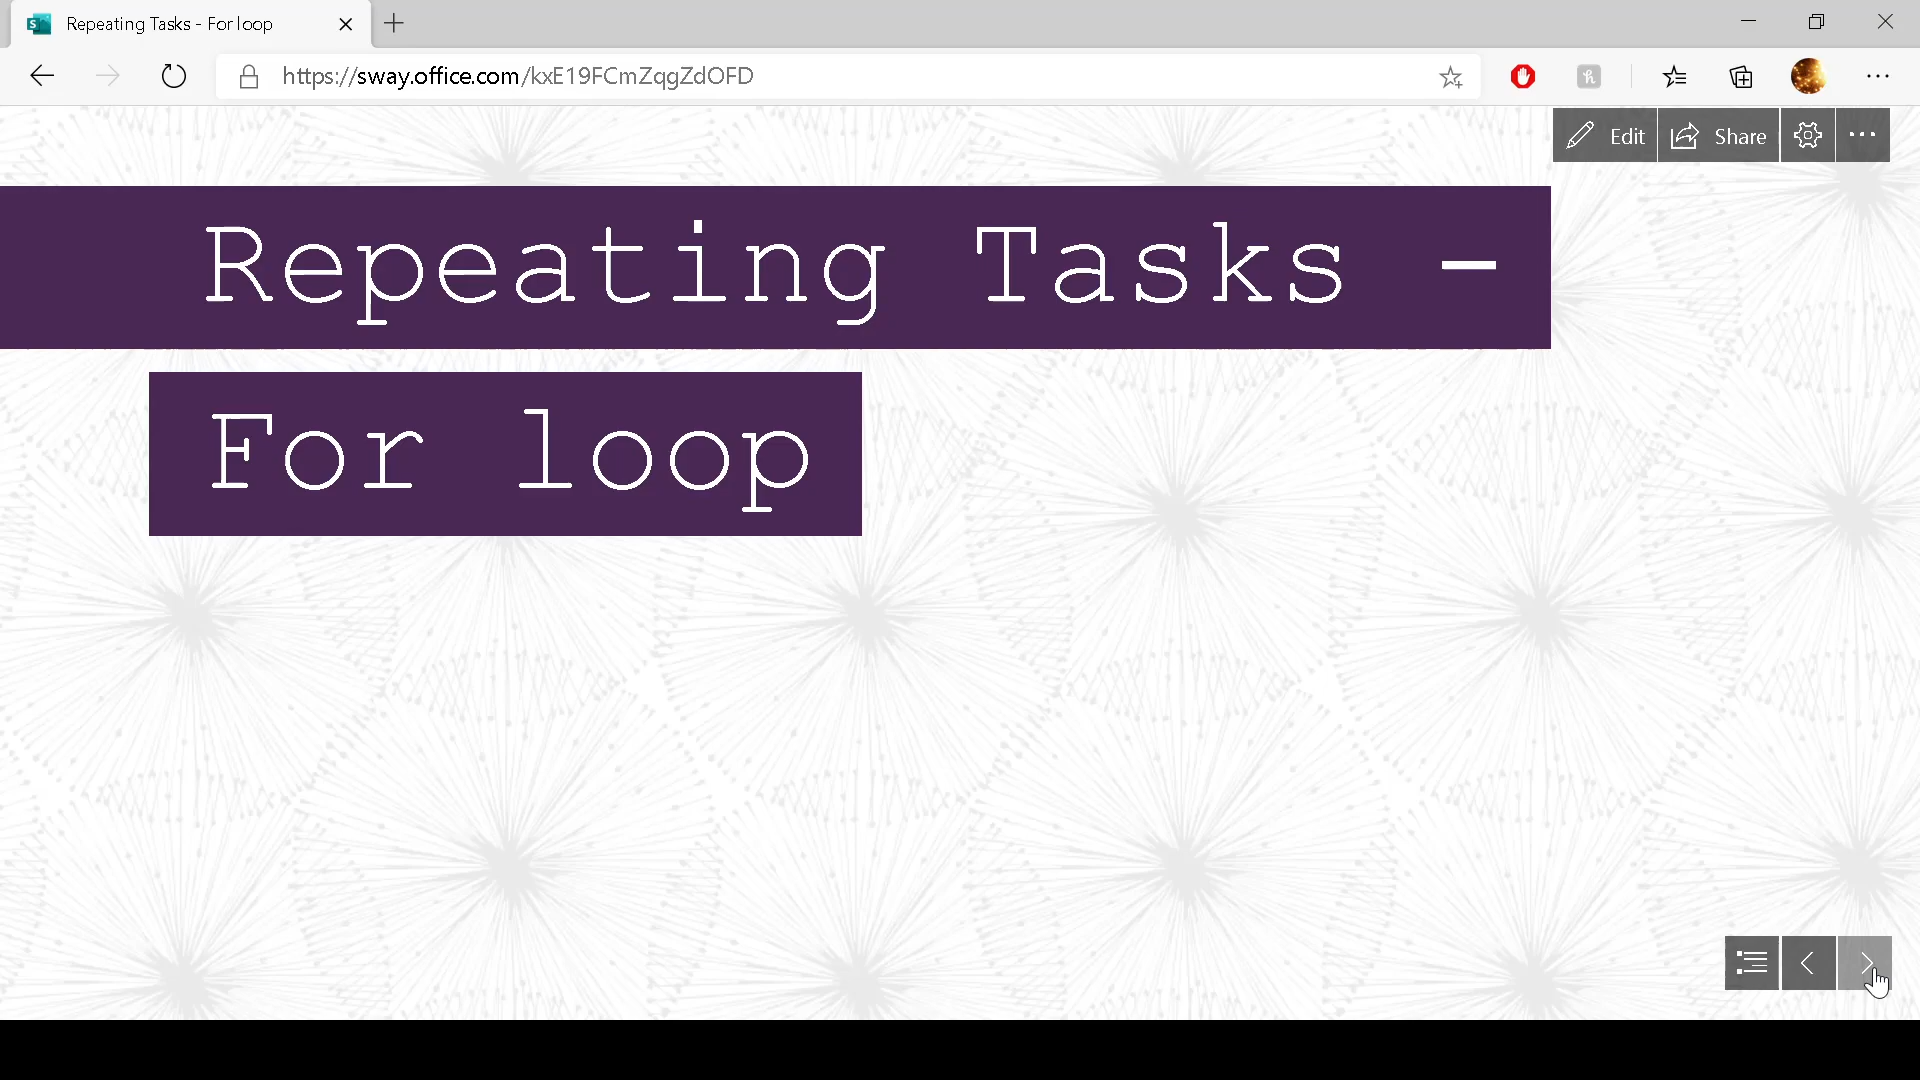 Repeating Tasks - For loop
https://sway.office.com/kxE19FCmZqgZdOFD
Edit
Share
Repeating Tasks -
For loop